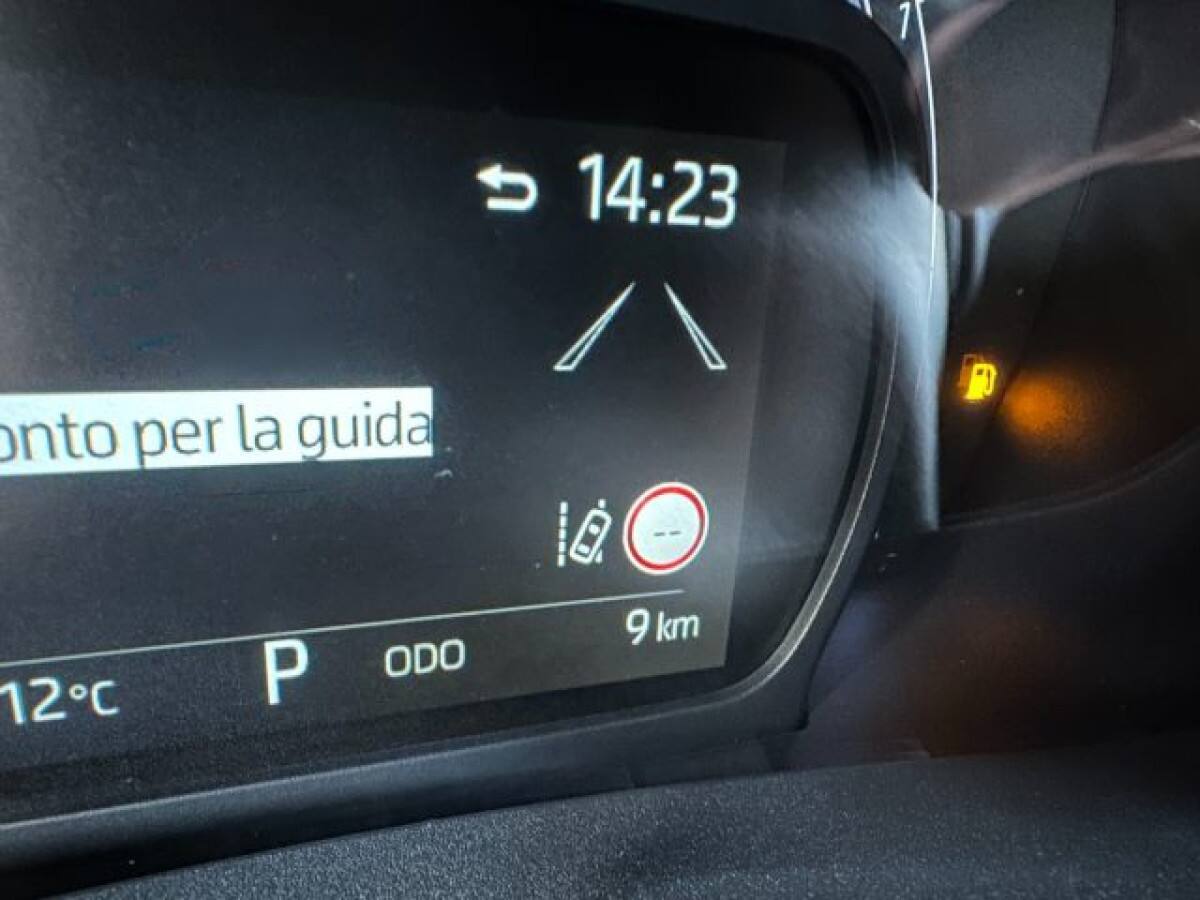 14:23
onto per la guida
--
9 km
12°C P ODO